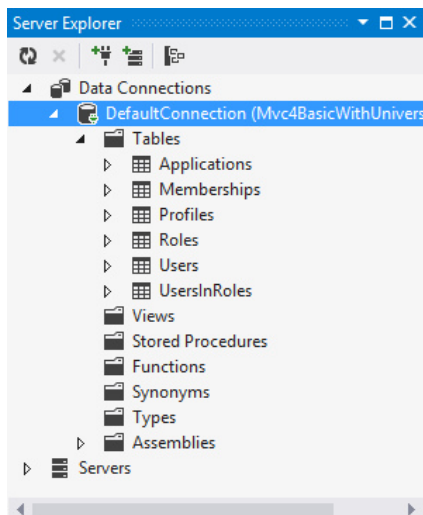 Server Explorer
Data Connections
DefaultConnection (Mvc4BasicWithUnivers
Tables
Applications
Memberships
Profiles
Roles
Users
UsersInRoles
Views
Stored Procedures
Functions
Synonyms
Types
Assemblies
Servers